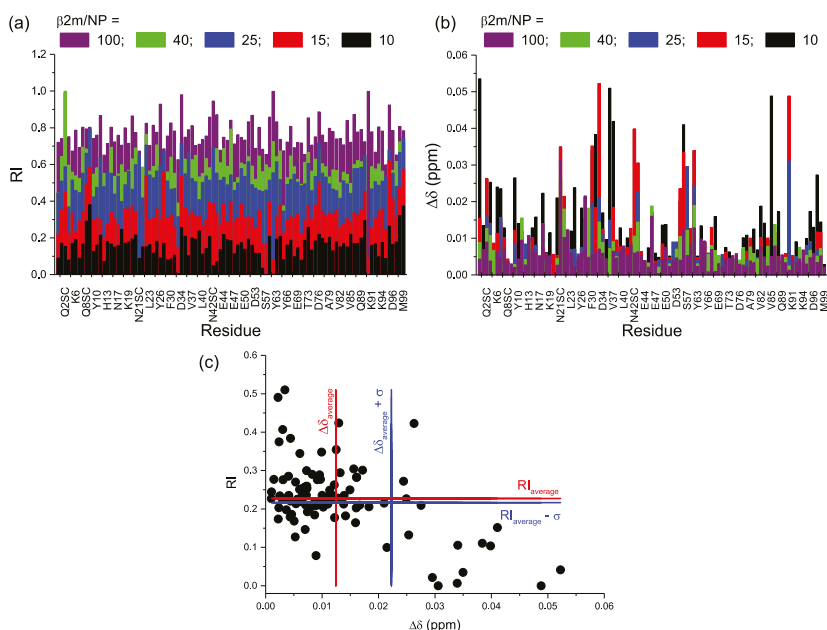 (a)
β2m/NP =
100; 40; 25; 15; 10
RI
1.2
1.0
0.8
0.6
0.4
0.2
0.0
Q2SC K6 Q8SC Y10 H13 N17 K19 N21SC L23 Y26 F30 D34 V37 L40 N42SC E44 E47 E50 D53 S57 Y63 Y66 E69 T73 D76 A79 V82 V85 Q89 K91 K94 D96 M99
Residue
(b)
β2m/NP =
100; 40; 25; 15; 10
Δδ (ppm)
0.06
0.05
0.04
0.03
0.02
0.01
0.00
Q2SC K6 Q8SC Y10 H13 N17 K19 N21SC L23 Y26 F30 D34 V37 L40 N42SC E44 E47 E50 D53 S57 Y63 Y66 E69 T73 D76 A79 V82 V85 Q89 K91 K94 D96 M99
Residue
(c)
RI
0.6
0.5
0.4
0.3
0.2
0.1
0.0
Δδaverage
Δδaverage + σ
RIaverage
RIaverage - σ
0.00 0.01 0.02 0.03 0.04 0.05 0.06
Δδ (ppm)